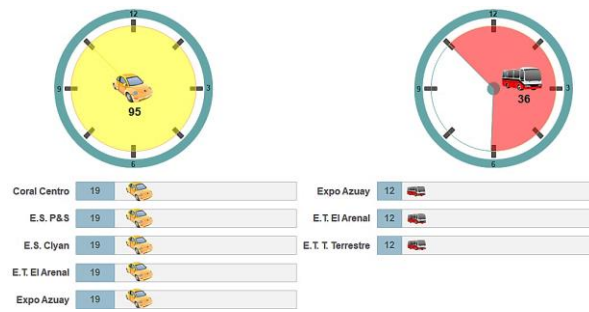 12
3
6
9
95
12
3
6
9
36
Coral Centro 19
E.S. P&S 19
E.S. Ciyan 19
E.T. El Arenal 19
Expo Azuay 19
Expo Azuay 12
E.T. El Arenal 12
E.T. T. Terrestre 12